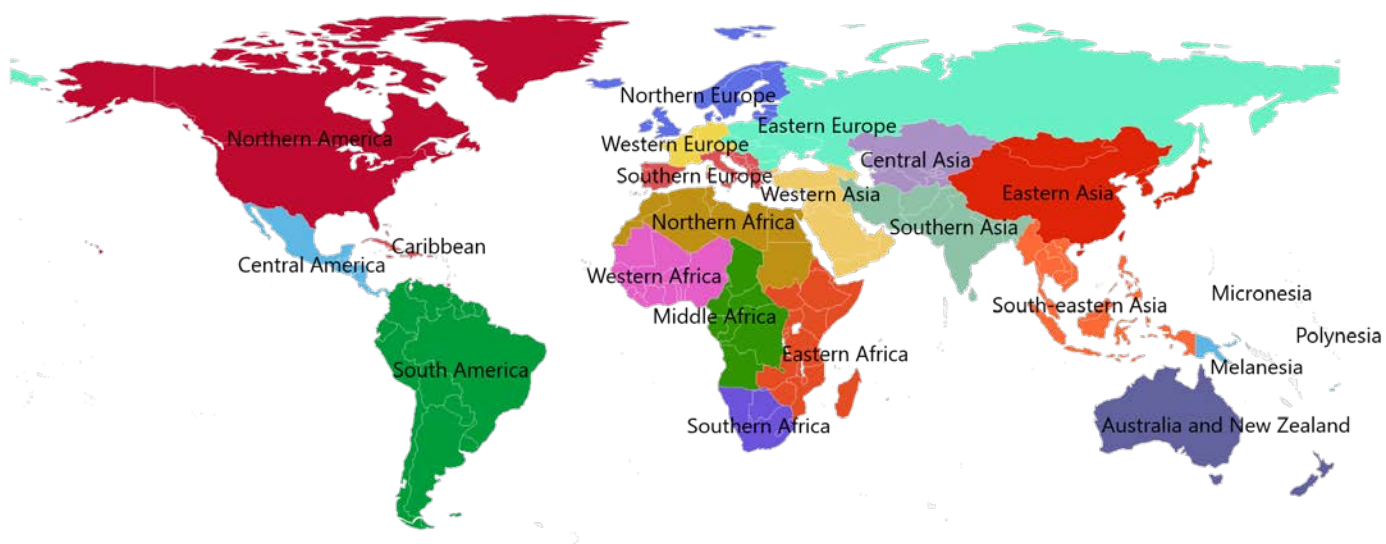 Northern Europe
Eastern Europe
Northern America
Western Europe
Central Asia
Southern Europe
Western Asia
Eastern Asia
Northern Africa
Southern Asia
Caribbean
Central America
Western Africa
Micronesia
South-eastern Asia
Middle Africa
Polynesia
Eastern Africa
Melanesia
South America
Southern Africa
Australia and New Zealand